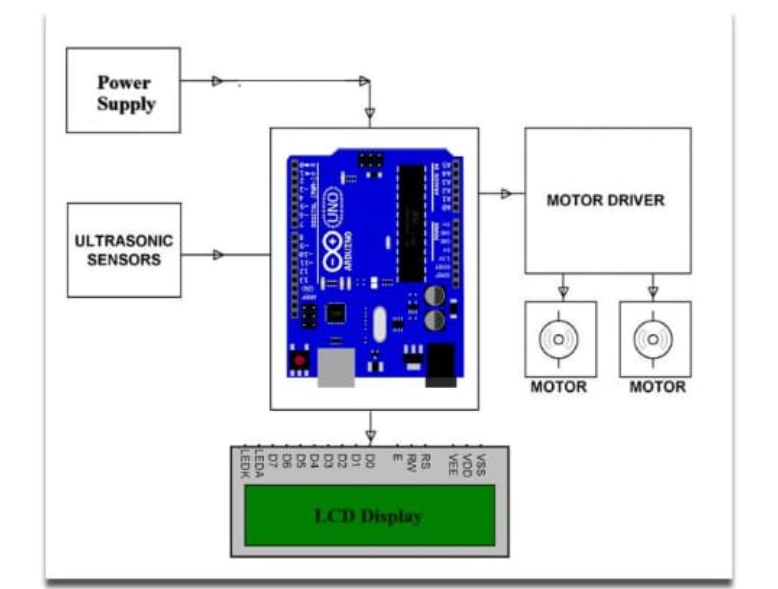 Power
Supply
ULTRASONIC
SENSORS
UNO
ARDUINO
MOTOR DRIVER
MOTOR
MOTOR
LEDK
LEDA
D7
D6
D5
D4
D3
D2
D1
D0
E
RW
RS
VEE
VDD
VSS
LCD Display